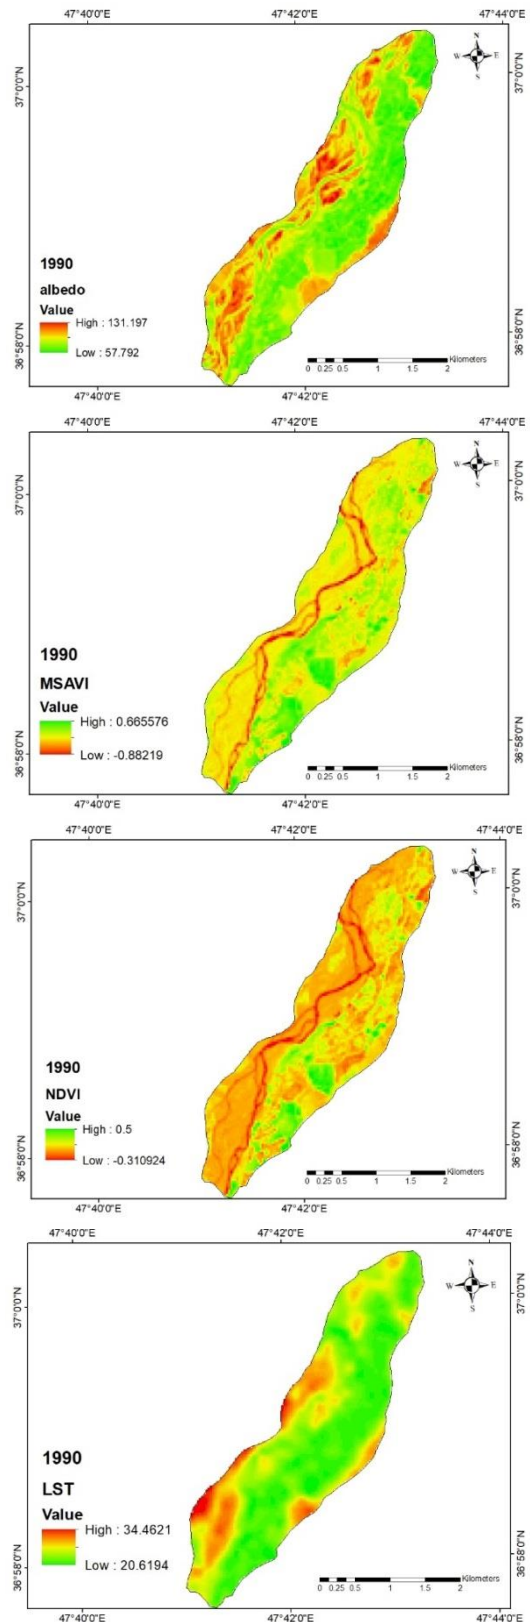 47°40'0"E 47°42'0"E 47°44'0"E
37°0'0"N
N
W E
S
1990
albedo
Value
High : 131.197
Low : 57.792
36°58'0"N
Kilometers
0 0.25 0.5 1 1.5 2
47°40'0"E 47°42'0"E
47°40'0"E 47°42'0"E 47°44'0"E
37°0'0"N
N
W E
S
1990
MSAVI
Value
High : 0.665576
Low : -0.88219
36°58'0"N
Kilometers
0 0.25 0.5 1 1.5 2
47°40'0"E 47°42'0"E
47°40'0"E 47°42'0"E 47°44'0"E
37°0'0"N
N
W E
S
1990
NDVI
Value
High : 0.5
Low : -0.310924
36°58'0"N
Kilometers
0 0.25 0.5 1 1.5 2
47°40'0"E 47°42'0"E
47°40'0"E 47°42'0"E 47°44'0"E
37°0'0"N
N
W E
S
1990
LST
Value
High : 34.4621
Low : 20.6194
36°58'0"N
Kilometers
0 0.25 0.5 1 1.5 2
47°40'0"E 47°42'0"E 47°44'0"E